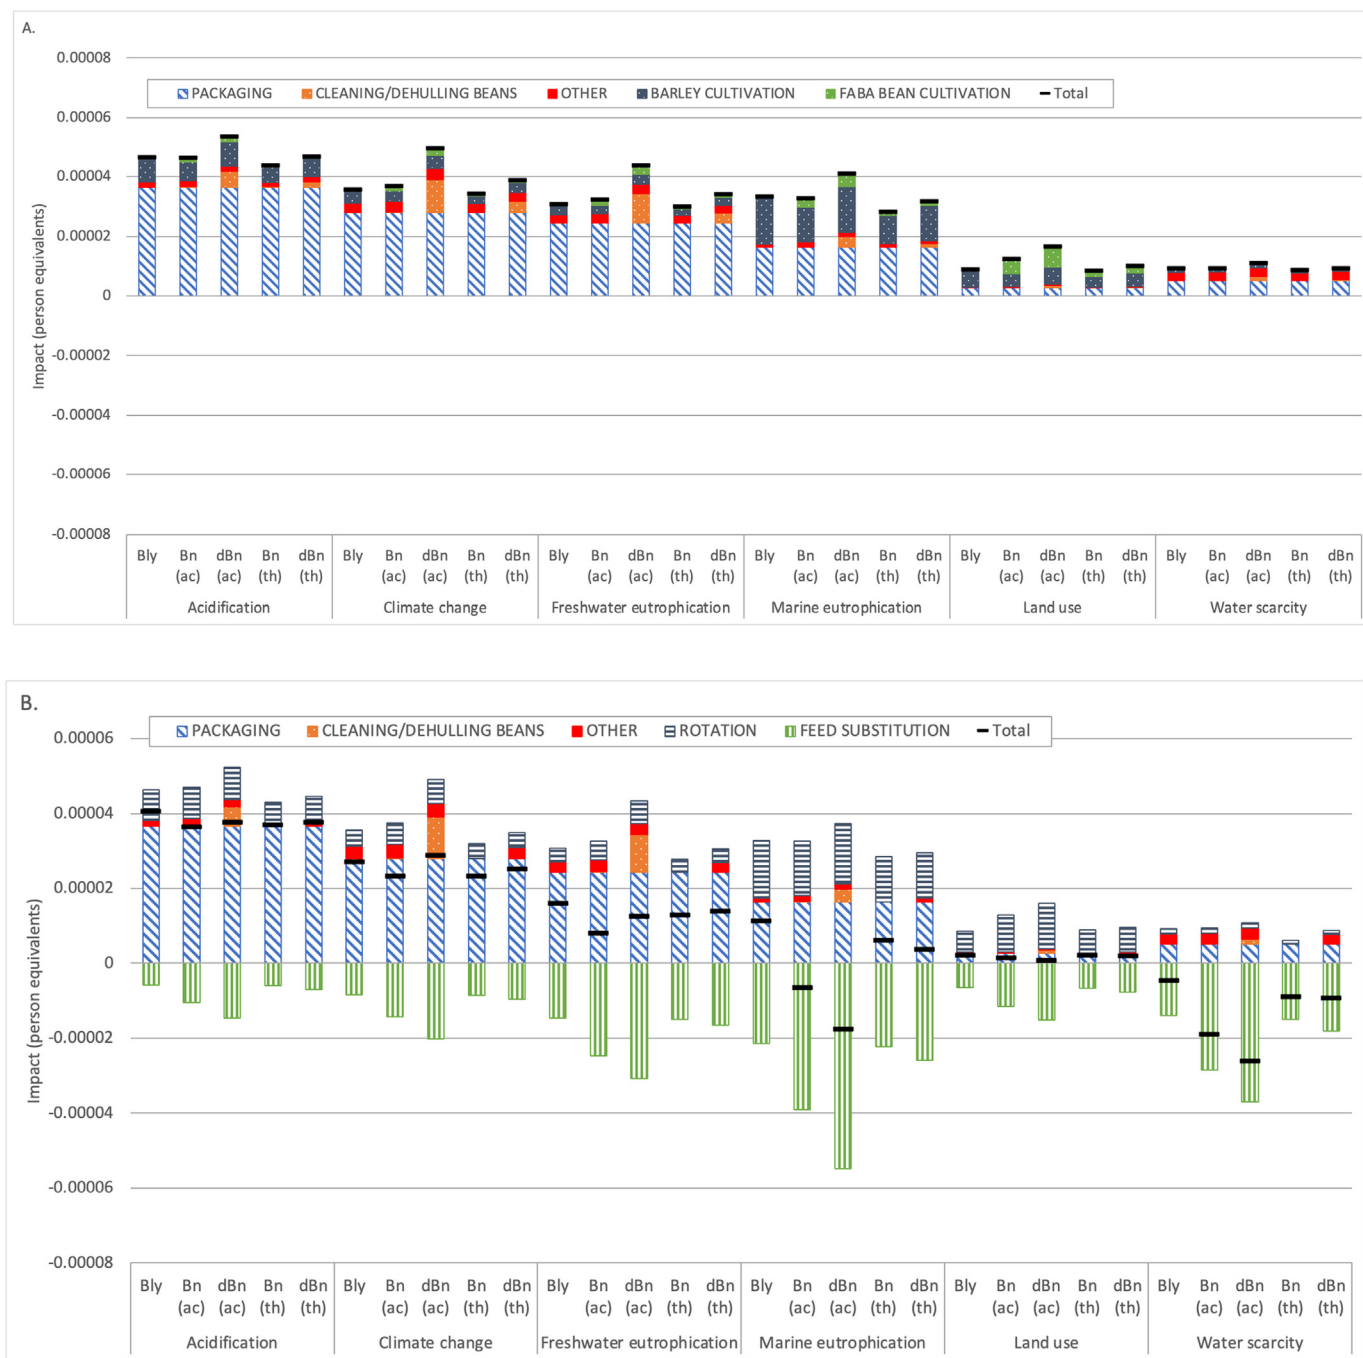 A.
0.00008
PACKAGING CLEANING/DEHULLING BEANS OTHER BARLEY CULTIVATION FABA BEAN CULTIVATION Total
0.00006
0.00004
0.00002
0
-0.00002
-0.00004
-0.00006
-0.00008
Impact (person equivalents)
Bly Bn (ac) dBn (ac) Bn (th) dBn (th) Bly Bn (ac) dBn (ac) Bn (th) dBn (th) Bly Bn (ac) dBn (ac) Bn (th) dBn (th) Bly Bn (ac) dBn (ac) Bn (th) dBn (th) Bly Bn (ac) dBn (ac) Bn (th) dBn (th) Bly Bn (ac) dBn (ac) Bn (th) dBn (th)
Acidification Climate change Freshwater eutrophication Marine eutrophication Land use Water scarcity
B.
PACKAGING CLEANING/DEHULLING BEANS OTHER ROTATION FEED SUBSTITUTION Total
0.00006
0.00004
0.00002
0
-0.00002
-0.00004
-0.00006
-0.00008
Impact (person equivalents)
Bly Bn (ac) dBn (ac) Bn (th) dBn (th) Bly Bn (ac) dBn (ac) Bn (th) dBn (th) Bly Bn (ac) dBn (ac) Bn (th) dBn (th) Bly Bn (ac) dBn (ac) Bn (th) dBn (th) Bly Bn (ac) dBn (ac) Bn (th) dBn (th) Bly Bn (ac) dBn (ac) Bn (th) dBn (th)
Acidification Climate change Freshwater eutrophication Marine eutrophication Land use Water scarcity